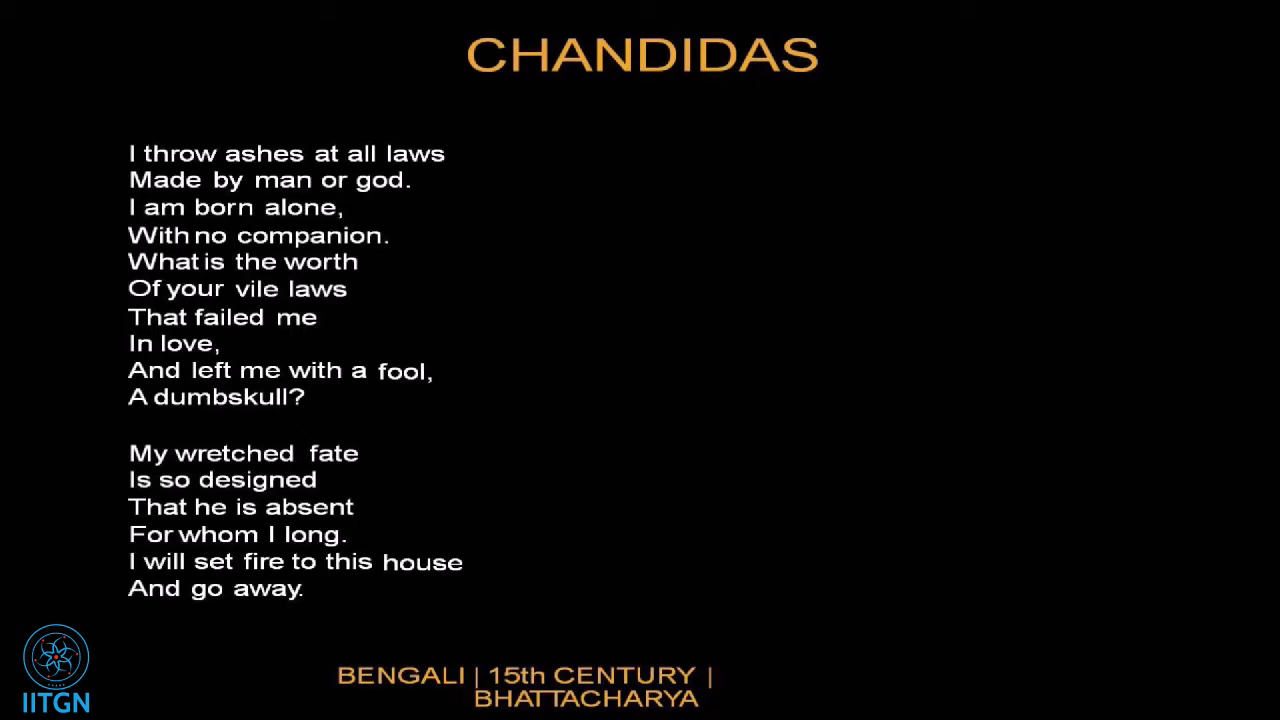 CHANDIDAS
I throw ashes at all laws
Made by man or god.
I am born alone,
With no companion.
What is the worth
Of your vile laws
That failed me
In love,
And left me with a fool,
A dumbskull?
My wretched fate
Is so designed
That he is absent
For whom I long.
I will set fire to this house
And go away.
BENGALI | 15th CENTURY |
BHATTACHARYA
IITGN